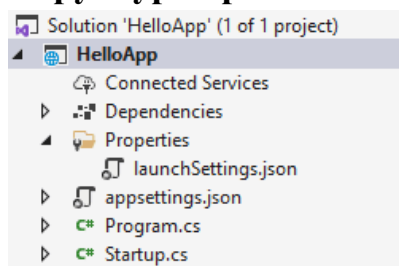 Solution 'HelloApp' (1 of 1 project)
HelloApp
Connected Services
Dependencies
Properties
launchSettings.json
appsettings.json
C# Program.cs
C# Startup.cs